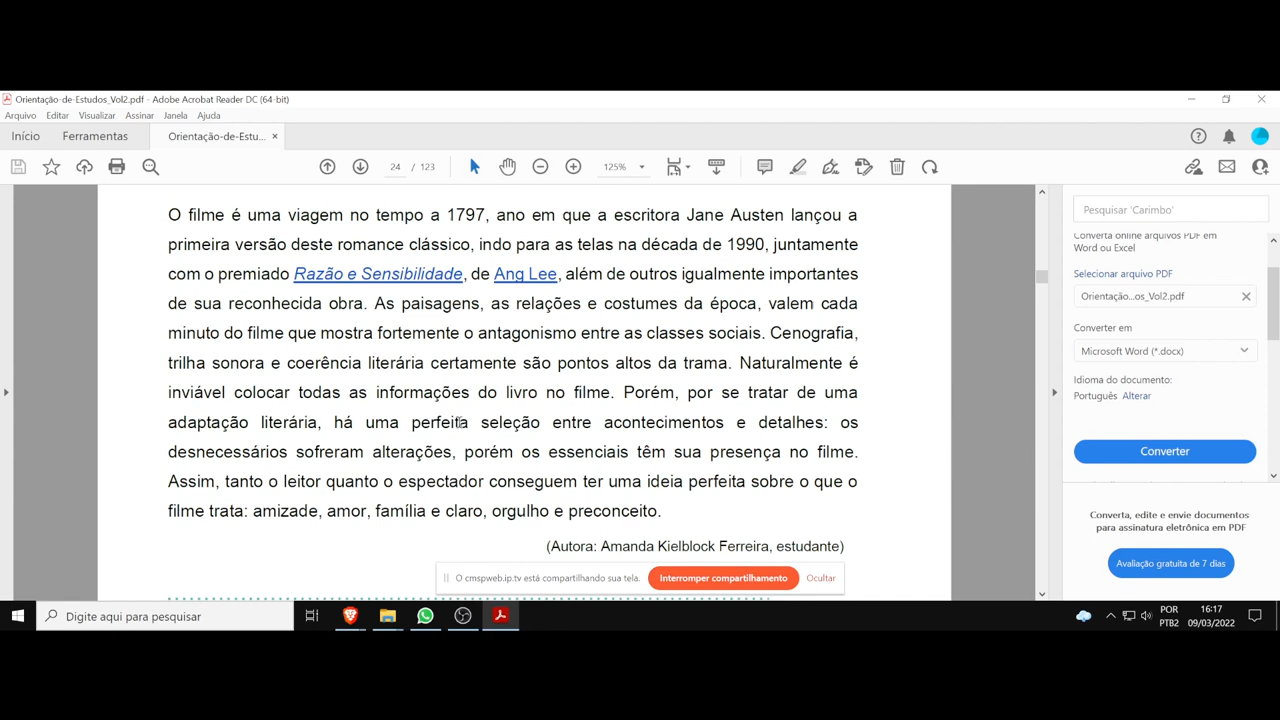 Orientação-de-Estudos_Vol2.pdf - Adobe Acrobat Reader DC (64-bit)
Arquivo Editar Visualizar Assinar Janela Ajuda
Início Ferramentas Orientação-de-Estu... ×
24 / 123 125%
O filme é uma viagem no tempo a 1797, ano em que a escritora Jane Austen lançou a
primeira versão deste romance clássico, indo para as telas na década de 1990, juntamente
com o premiado Razão e Sensibilidade, de Ang Lee, além de outros igualmente importantes
de sua reconhecida obra. As paisagens, as relações e costumes da época, valem cada
minuto do filme que mostra fortemente o antagonismo entre as classes sociais. Cenografia,
trilha sonora e coerência literária certamente são pontos altos da trama. Naturalmente é
inviável colocar todas as informações do livro no filme. Porém, por se tratar de uma
adaptação literária, há uma perfeita seleção entre acontecimentos e detalhes: os
desnecessários sofreram alterações, porém os essenciais têm sua presença no filme.
Assim, tanto o leitor quanto o espectador conseguem ter uma ideia perfeita sobre o que o
filme trata: amizade, amor, família e claro, orgulho e preconceito.
(Autora: Amanda Kielblock Ferreira, estudante)
Pesquisar 'Carimbo'
Converta online arquivos PDF em
Word ou Excel
Selecionar arquivo PDF
Orientação...os_Vol2.pdf
Converter em
Microsoft Word (*.docx)
Idioma do documento:
Português Alterar
Converter
Converta, edite e envie documentos
para assinatura eletrônica em PDF
Avaliação gratuita de 7 dias
O cmspweb.ip.tv está compartilhando sua tela. Interromper compartilhamento Ocultar
Digite aqui para pesquisar
POR
PTB2
16:17
09/03/2022